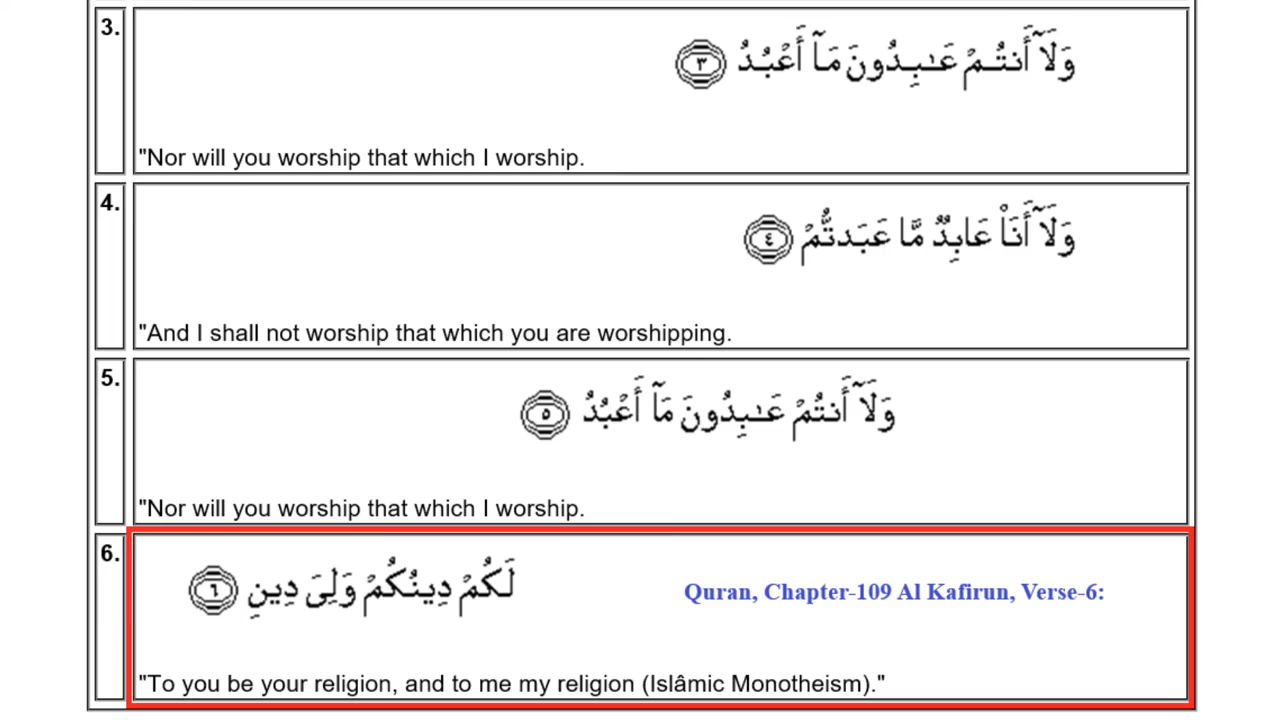 3.
وَلَآ أَنتُمْ عَـٰبِدُونَ مَآ أَعْبُدُ ٣
"Nor will you worship that which I worship.
4.
وَلَآ أَنَا۠ عَابِدٌ مَّا عَبَدتُّمْ ٤
"And I shall not worship that which you are worshipping.
5.
وَلَآ أَنتُمْ عَـٰبِدُونَ مَآ أَعْبُدُ ٥
"Nor will you worship that which I worship.
6.
لَكُمْ دِينُكُمْ وَلِىَ دِينِ ٦
Quran, Chapter-109 Al Kafirun, Verse-6:
"To you be your religion, and to me my religion (Islâmic Monotheism)."